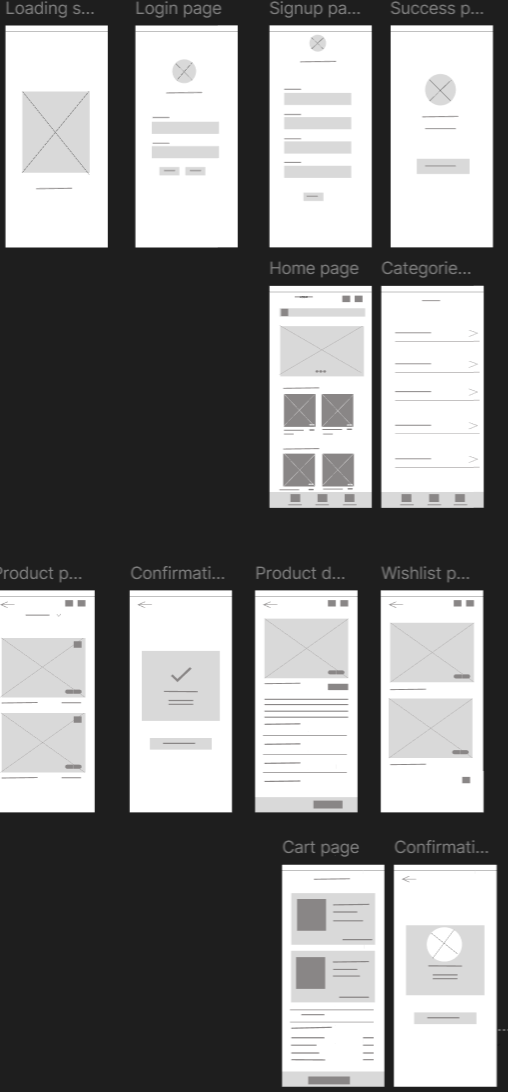 Loading s...
Login page
Signup pa...
Success p...
Home page
Categorie...
Product p...
Confirmati...
Product d...
Wishlist p...
Cart page
Confirmati...